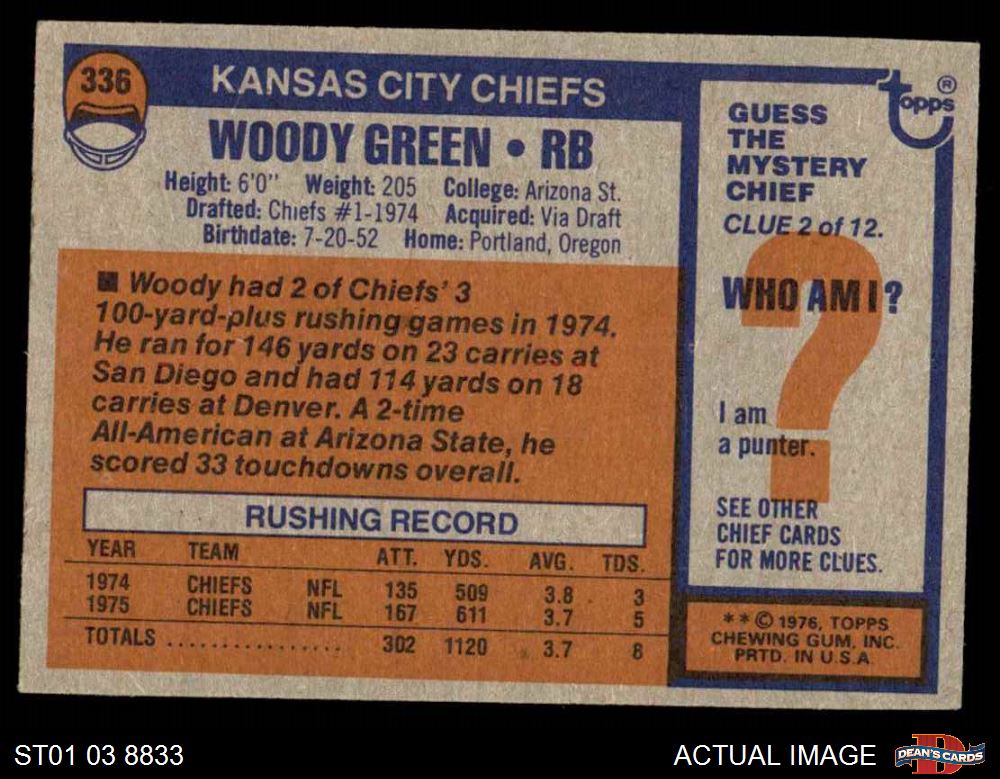 336
KANSAS CITY CHIEFS
WOODY GREEN • RB
Height: 6'0" Weight: 205 College: Arizona St.
Drafted: Chiefs #1-1974 Acquired: Via Draft
Birthdate: 7-20-52 Home: Portland, Oregon
■ Woody had 2 of Chiefs' 3
100-yard-plus rushing games in 1974.
He ran for 146 yards on 23 carries at
San Diego and had 114 yards on 18
carries at Denver. A 2-time
All-American at Arizona State, he
scored 33 touchdowns overall.
RUSHING RECORD
YEAR TEAM ATT. YDS. AVG. TDS.
1974 CHIEFS NFL 135 509 3.8 3
1975 CHIEFS NFL 167 611 3.7 5
TOTALS ................ 302 1120 3.7 8
topps ®
GUESS
THE
MYSTERY
CHIEF
CLUE 2 of 12.
?
WHO AM I?
I am
a punter.
SEE OTHER
CHIEF CARDS
FOR MORE CLUES.
* * © 1976, TOPPS
CHEWING GUM, INC.
PRTD. IN U.S.A
ST01 03 8833
ACTUAL IMAGE
D
DEAN'S CARDS